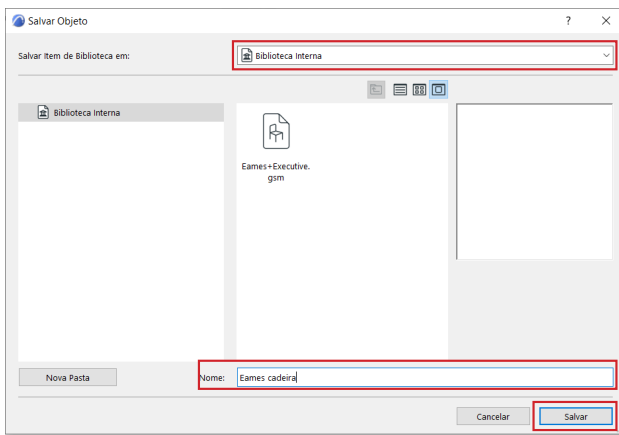 Salvar Objeto
?
Salvar Item de Biblioteca em:
Biblioteca Interna
Biblioteca Interna
Eames+Executive.
gsm
Nova Pasta
Nome:
Eames cadeira
Cancelar
Salvar